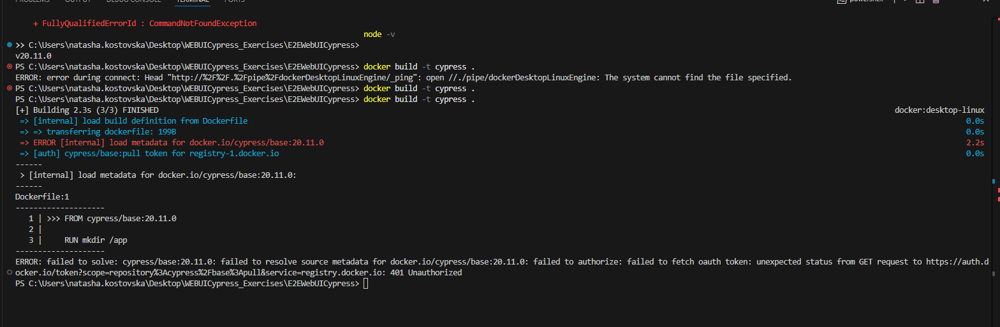 PROBLEMS OUTPUT DEBUG CONSOLE TERMINAL PORTS powershell
+ FullyQualifiedErrorId : CommandNotFoundException
node -v
>> C:\Users\natasha.kostovska\Desktop\WEBUICypress_Exercises\E2EWebUICypress>
v20.11.0
PS C:\Users\natasha.kostovska\Desktop\WEBUICypress_Exercises\E2EWebUICypress> docker build -t cypress .
ERROR: error during connect: Head "http://%2F%2F.%2Fpipe%2FdockerDesktopLinuxEngine/_ping": open //./pipe/dockerDesktopLinuxEngine: The system cannot find the file specified.
PS C:\Users\natasha.kostovska\Desktop\WEBUICypress_Exercises\E2EWebUICypress> docker build -t cypress .
PS C:\Users\natasha.kostovska\Desktop\WEBUICypress_Exercises\E2EWebUICypress> docker build -t cypress .
[+] Building 2.3s (3/3) FINISHED docker:desktop-linux
=> [internal] load build definition from Dockerfile 0.0s
=> => transferring dockerfile: 199B 0.0s
=> ERROR [internal] load metadata for docker.io/cypress/base:20.11.0 2.2s
=> [auth] cypress/base:pull token for registry-1.docker.io 0.0s
------
> [internal] load metadata for docker.io/cypress/base:20.11.0:
------
Dockerfile:1
--------------------
1 | >>> FROM cypress/base:20.11.0
2 |
3 | RUN mkdir /app
--------------------
ERROR: failed to solve: cypress/base:20.11.0: failed to resolve source metadata for docker.io/cypress/base:20.11.0: failed to authorize: failed to fetch oauth token: unexpected status from GET request to https://auth.d
ocker.io/token?scope=repository%3Acypress%2Fbase%3Apull&service=registry.docker.io: 401 Unauthorized
PS C:\Users\natasha.kostovska\Desktop\WEBUICypress_Exercises\E2EWebUICypress>